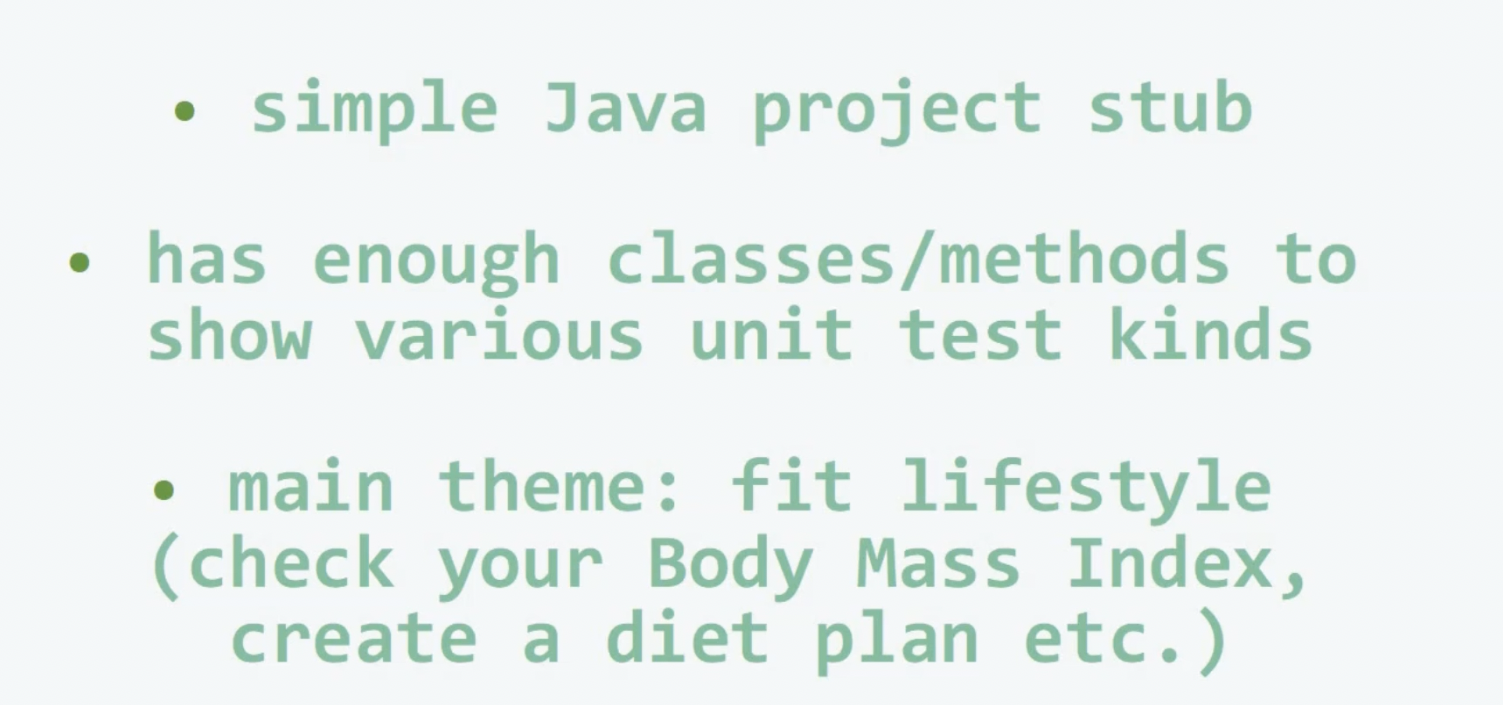 • simple Java project stub
• has enough classes/methods to
show various unit test kinds
• main theme: fit lifestyle
(check your Body Mass Index,
create a diet plan etc.)